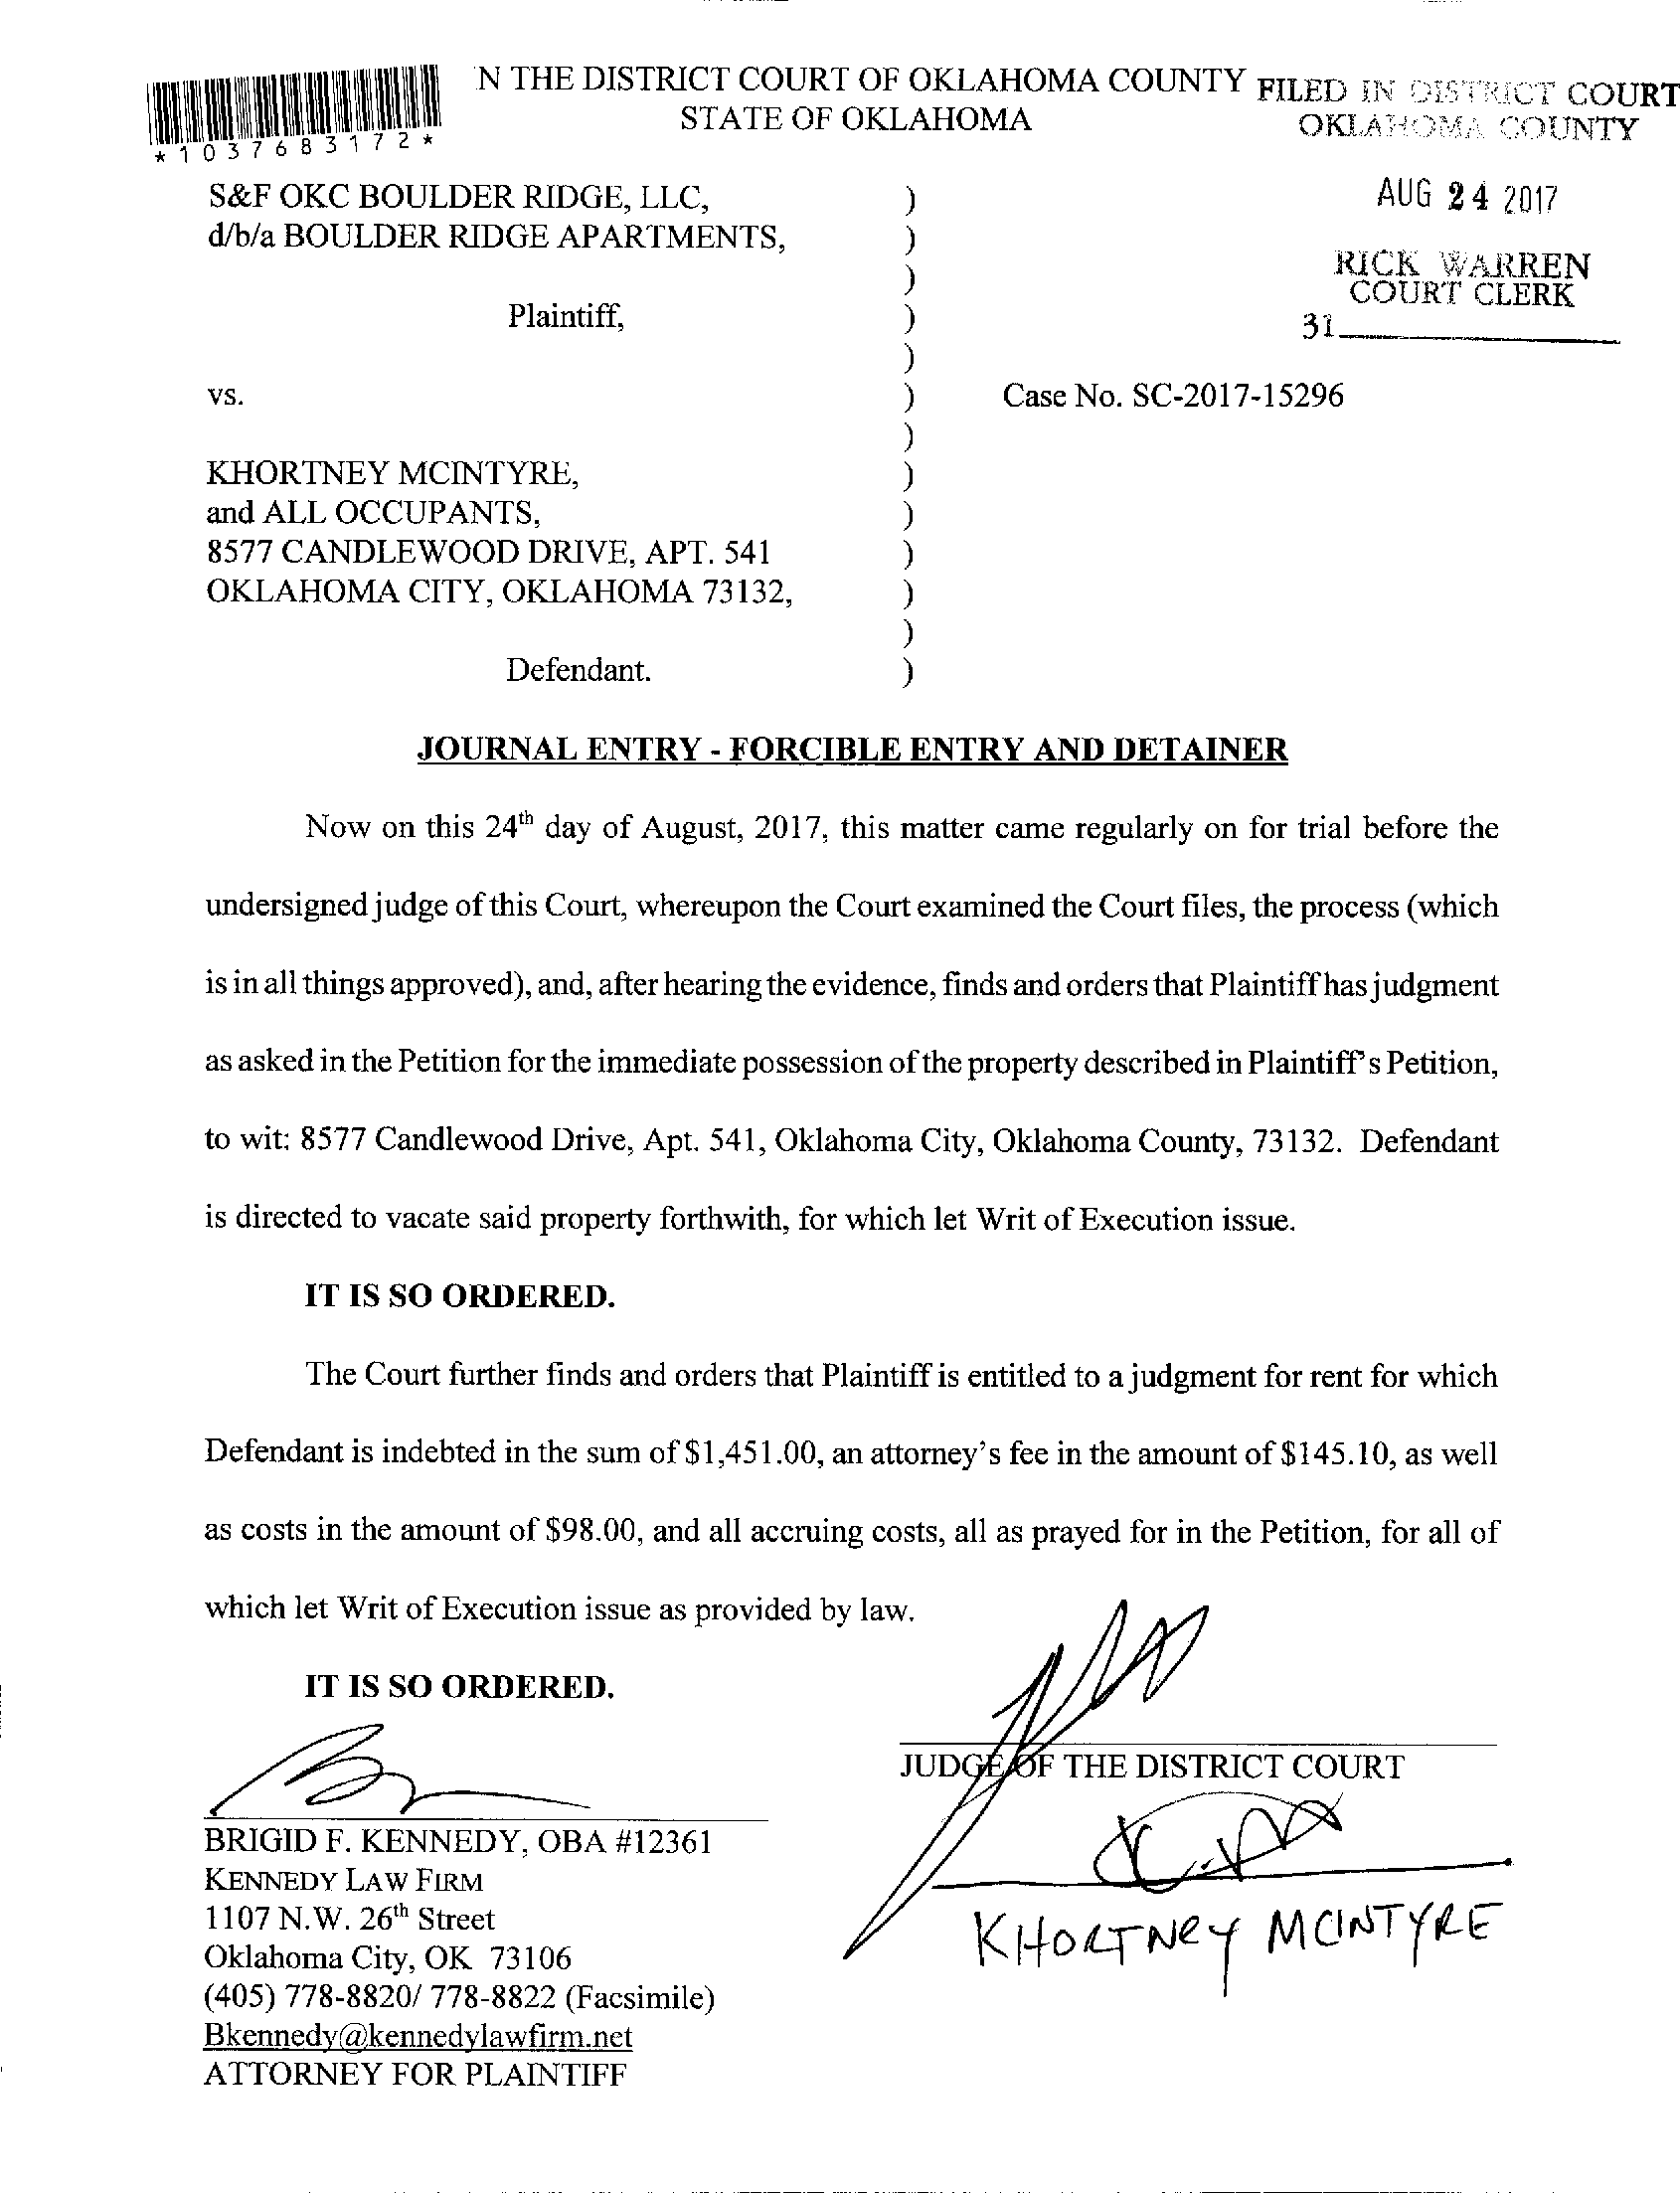 'N THE DISTRICT COURT OF OKLAHOMA COUNTY
STATE OF OKLAHOMA
FILED IN DISTRICT COURT
OKLAHOMA COUNTY
*1037683172*
AUG 24 2017
RICK WARREN
COURT CLERK
31
S&F OKC BOULDER RIDGE, LLC, )
d/b/a BOULDER RIDGE APARTMENTS, )
)
Plaintiff, )
)
vs. ) Case No. SC-2017-15296
)
KHORTNEY MCINTYRE, )
and ALL OCCUPANTS, )
8577 CANDLEWOOD DRIVE, APT. 541 )
OKLAHOMA CITY, OKLAHOMA 73132, )
)
Defendant. )
JOURNAL ENTRY - FORCIBLE ENTRY AND DETAINER
Now on this 24th day of August, 2017, this matter came regularly on for trial before the
undersigned judge of this Court, whereupon the Court examined the Court files, the process (which
is in all things approved), and, after hearing the evidence, finds and orders that Plaintiff has judgment
as asked in the Petition for the immediate possession of the property described in Plaintiff's Petition,
to wit: 8577 Candlewood Drive, Apt. 541, Oklahoma City, Oklahoma County, 73132. Defendant
is directed to vacate said property forthwith, for which let Writ of Execution issue.
IT IS SO ORDERED.
The Court further finds and orders that Plaintiff is entitled to a judgment for rent for which
Defendant is indebted in the sum of $1,451.00, an attorney's fee in the amount of $145.10, as well
as costs in the amount of $98.00, and all accruing costs, all as prayed for in the Petition, for all of
which let Writ of Execution issue as provided by law.
IT IS SO ORDERED.
JUDGE OF THE DISTRICT COURT
KHORTNEY MCINTYRE
BRIGID F. KENNEDY, OBA #12361
KENNEDY LAW FIRM
1107 N.W. 26th Street
Oklahoma City, OK 73106
(405) 778-8820/ 778-8822 (Facsimile)
Bkennedy@kennedylawfirm.net
ATTORNEY FOR PLAINTIFF